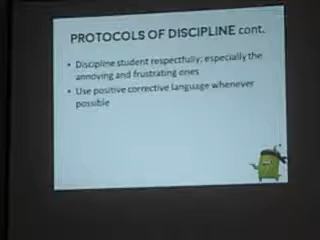 PROTOCOLS OF DISCIPLINE cont.
• Discipline student respectfully; especially the
annoying and frustrating ones
• Use positive corrective language whenever
possible